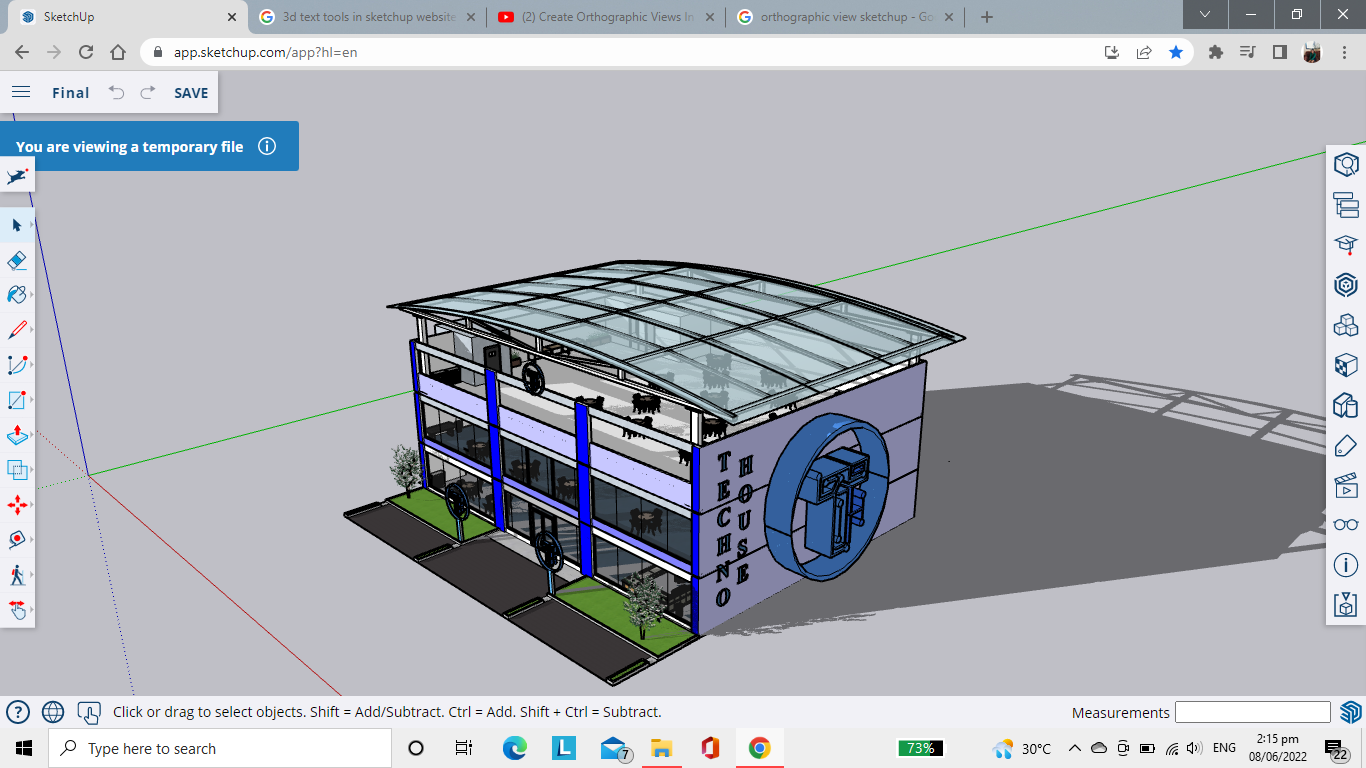 SketchUp
3d text tools in sketchup website
(2) Create Orthographic Views In
orthographic view sketchup - Go
app.sketchup.com/app?hl=en
Final
SAVE
You are viewing a temporary file
TECHNO
HOUSE
Click or drag to select objects. Shift = Add/Subtract. Ctrl = Add. Shift + Ctrl = Subtract.
Measurements
Type here to search
L
7
73%
30°C
ENG
2:15 pm
08/06/2022
22